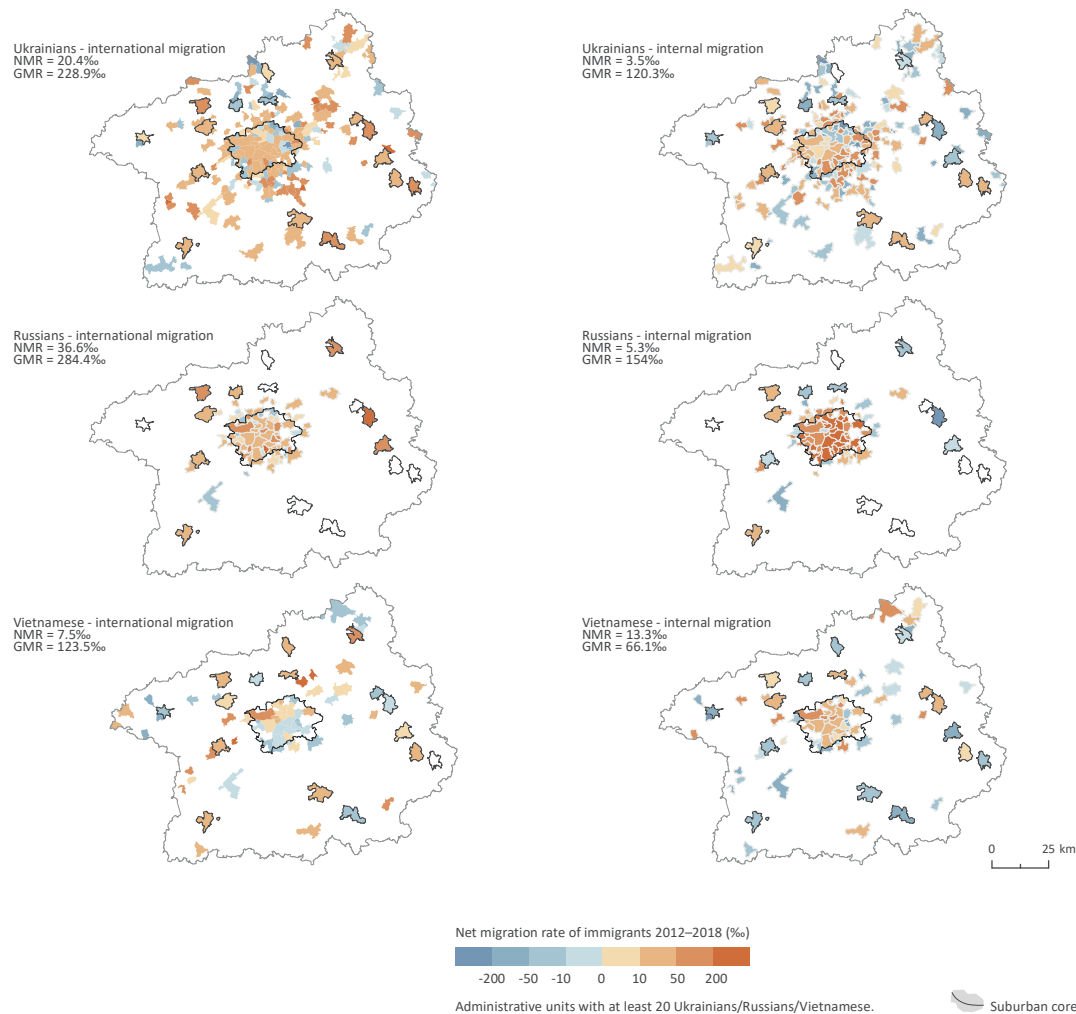 Ukrainians - international migration
NMR = 20.4‰
GMR = 228.9‰
Ukrainians - internal migration
NMR = 3.5‰
GMR = 120.3‰
Russians - international migration
NMR = 36.6‰
GMR = 284.4‰
Russians - internal migration
NMR = 5.3‰
GMR = 154‰
Vietnamese - international migration
NMR = 7.5‰
GMR = 123.5‰
Vietnamese - internal migration
NMR = 13.3‰
GMR = 66.1‰
0 25 km
Net migration rate of immigrants 2012–2018 (‰)
-200 -50 -10 0 10 50 200
Administrative units with at least 20 Ukrainians/Russians/Vietnamese.
Suburban core